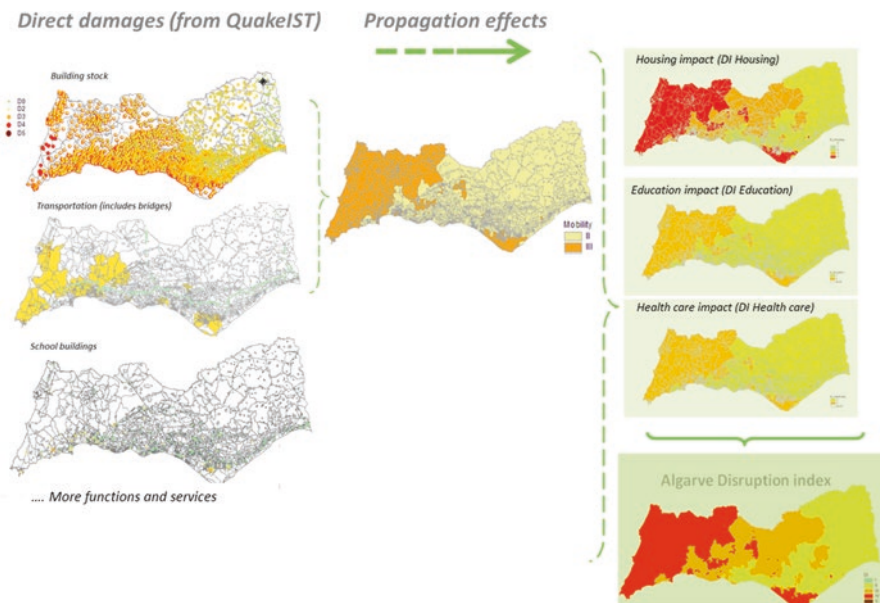 Direct damages (from QuakeIST)
Propagation effects
Building stock
D0
D2
D3
D4
D5
Transportation (includes bridges)
School buildings
.... More functions and services
Mobility
II
III
Housing impact (DI Housing)
Education impact (DI Education)
Health care impact (DI Health care)
Algarve Disruption index